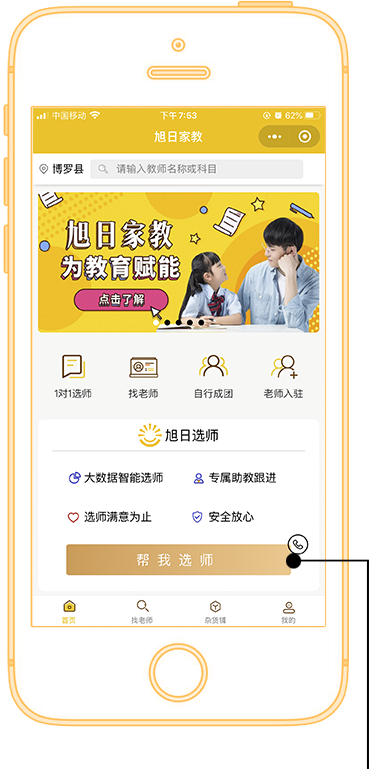 中国移动 下午7:53 62%
旭日家教
博罗县 请输入教师名称或科目
旭日家教
为教育赋能
点击了解
1对1选师 找老师 自行成团 老师入驻
旭日选师
大数据智能选师 专属助教跟进
选师满意为止 安全放心
帮我选师
首页 找老师 杂货铺 我的